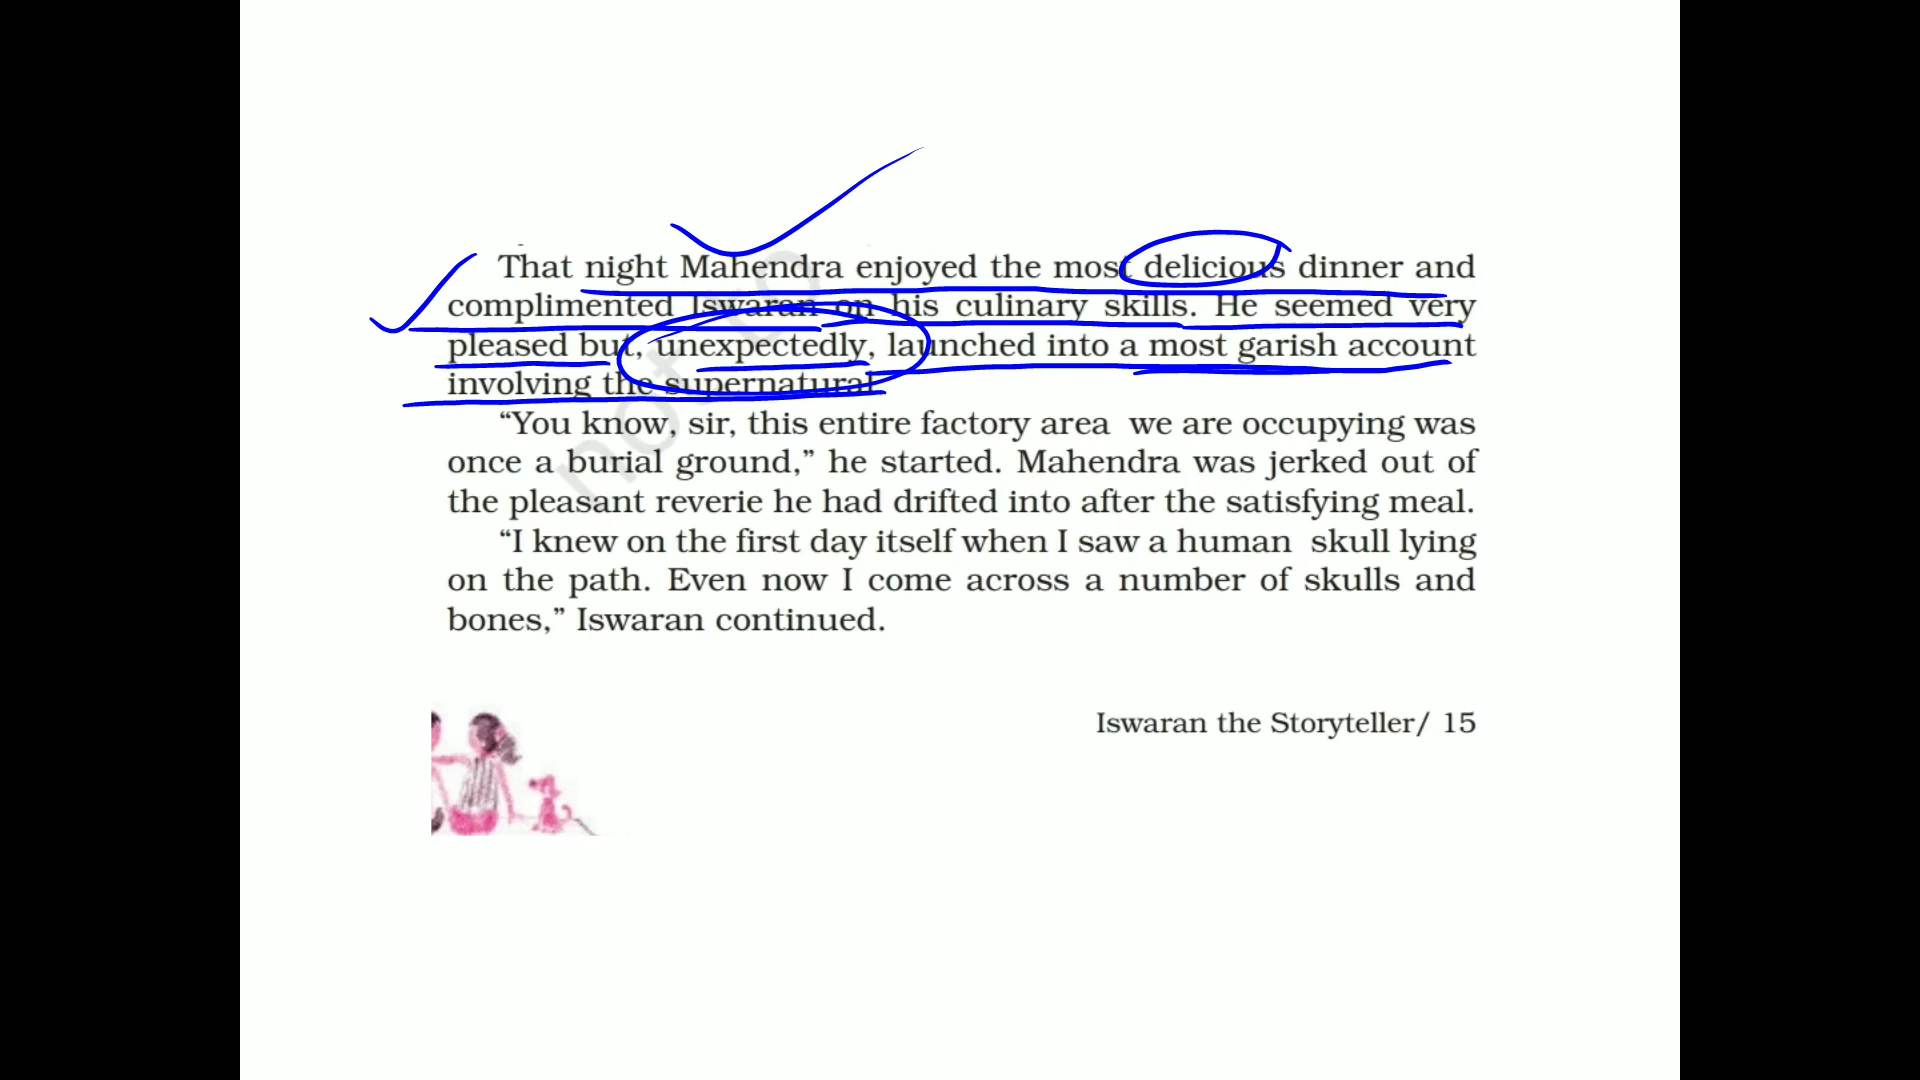 That night Mahendra enjoyed the most delicious dinner and
complimented Iswaran on his culinary skills. He seemed very
pleased but, unexpectedly, launched into a most garish account
involving the supernatural.
“You know, sir, this entire factory area we are occupying was
once a burial ground,” he started. Mahendra was jerked out of
the pleasant reverie he had drifted into after the satisfying meal.
“I knew on the first day itself when I saw a human skull lying
on the path. Even now I come across a number of skulls and
bones,” Iswaran continued.
Iswaran the Storyteller/ 15